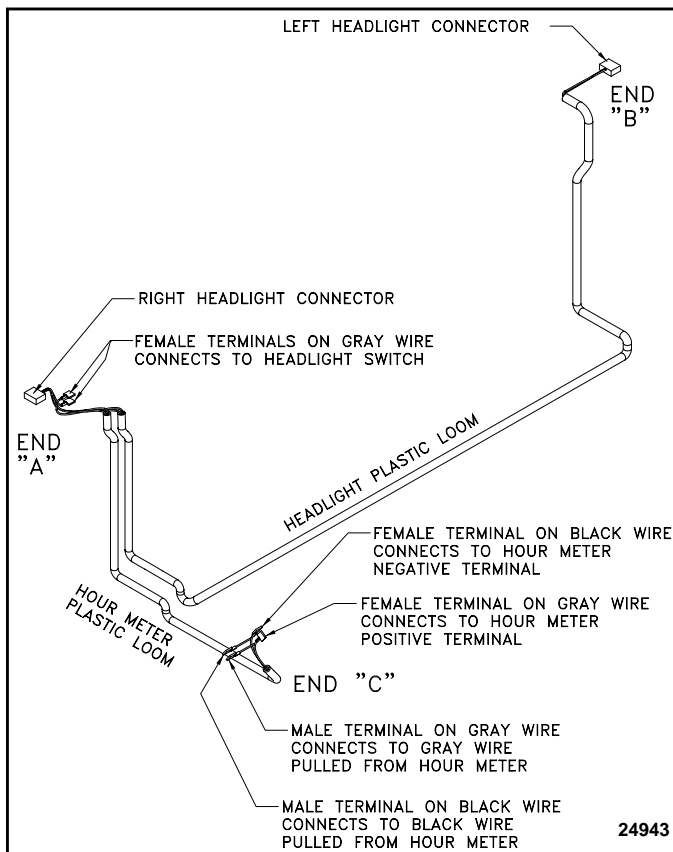 LEFT HEADLIGHT CONNECTOR
END
"B"
RIGHT HEADLIGHT CONNECTOR
FEMALE TERMINALS ON GRAY WIRE
CONNECTS TO HEADLIGHT SWITCH
END
"A"
HEADLIGHT PLASTIC LOOM
FEMALE TERMINAL ON BLACK WIRE
CONNECTS TO HOUR METER
NEGATIVE TERMINAL
HOUR METER
PLASTIC LOOM
FEMALE TERMINAL ON GRAY WIRE
CONNECTS TO HOUR METER
POSITIVE TERMINAL
END "C"
MALE TERMINAL ON GRAY WIRE
CONNECTS TO GRAY WIRE
PULLED FROM HOUR METER
MALE TERMINAL ON BLACK WIRE
CONNECTS TO BLACK WIRE
PULLED FROM HOUR METER
24943